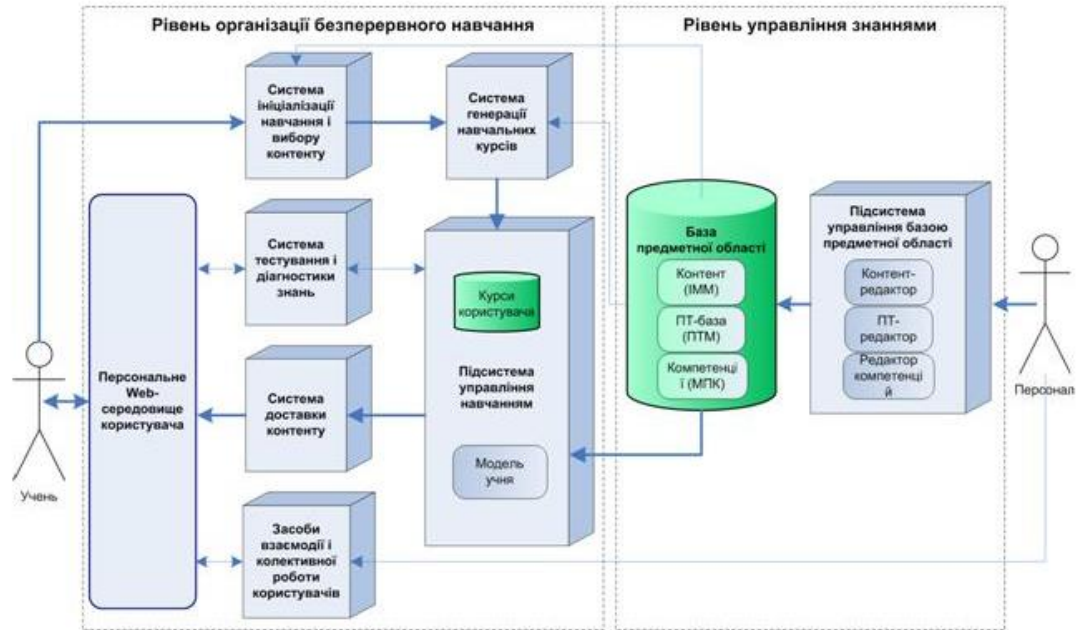 Рівень організації безперервного навчання
Рівень управління знаннями
Система
ініціалізації
навчання і
вибору
контенту
Система
генерації
навчальних
курсів
Система
тестування і
діагностики
знань
Курси
користувача
База
предметної області
Контент
(ІММ)
ПТ-база
(ПТМ)
Компетенці
ї (МПК)
Підсистема
управління базою
предметної області
Контент-
редактор
ПТ-
редактор
Редактор
компетенці
й
Персонал
Персональне
Web-
середовище
користувача
Система
доставки
контенту
Підсистема
управління
навчанням
Модель
учня
Учень
Засоби
взаємодії і
колективної
роботи
користувачів